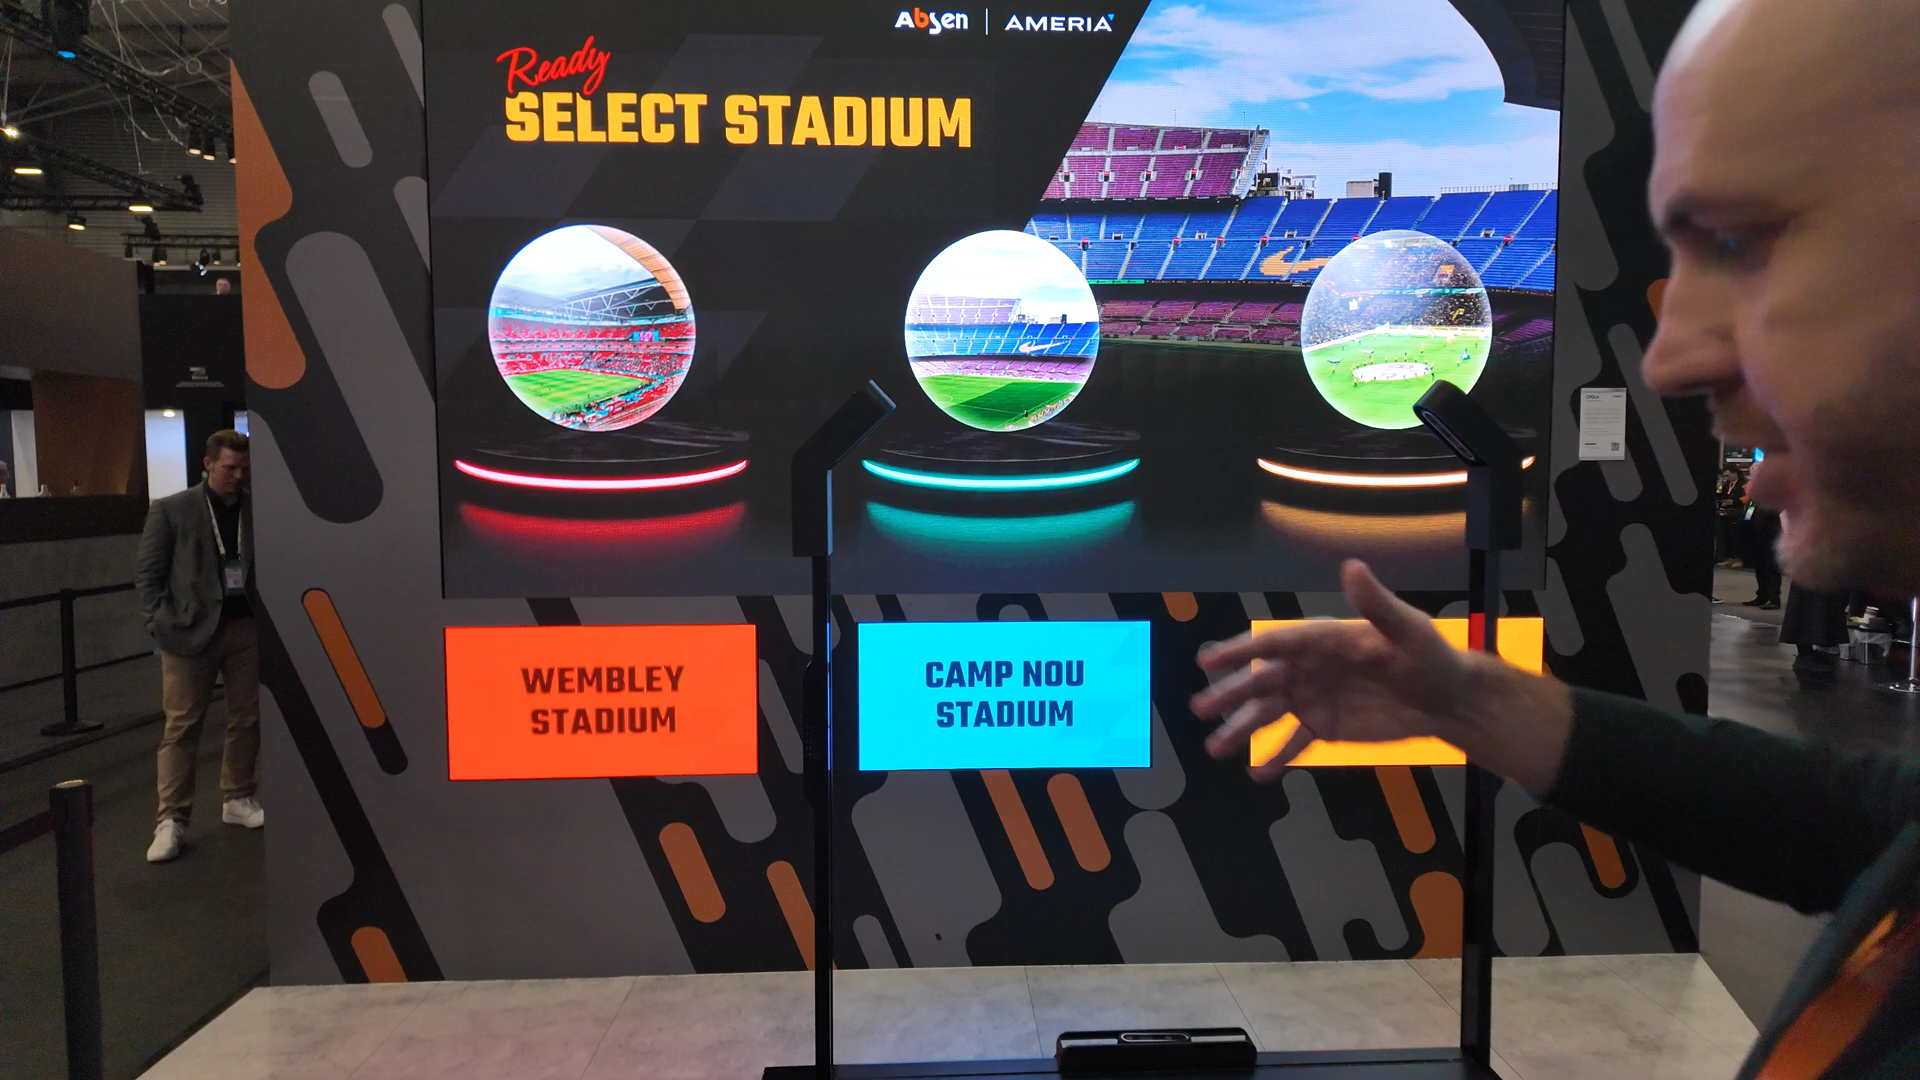 Absen | AMERIA
Ready
SELECT STADIUM
WEMBLEY
STADIUM
CAMP NOU
STADIUM